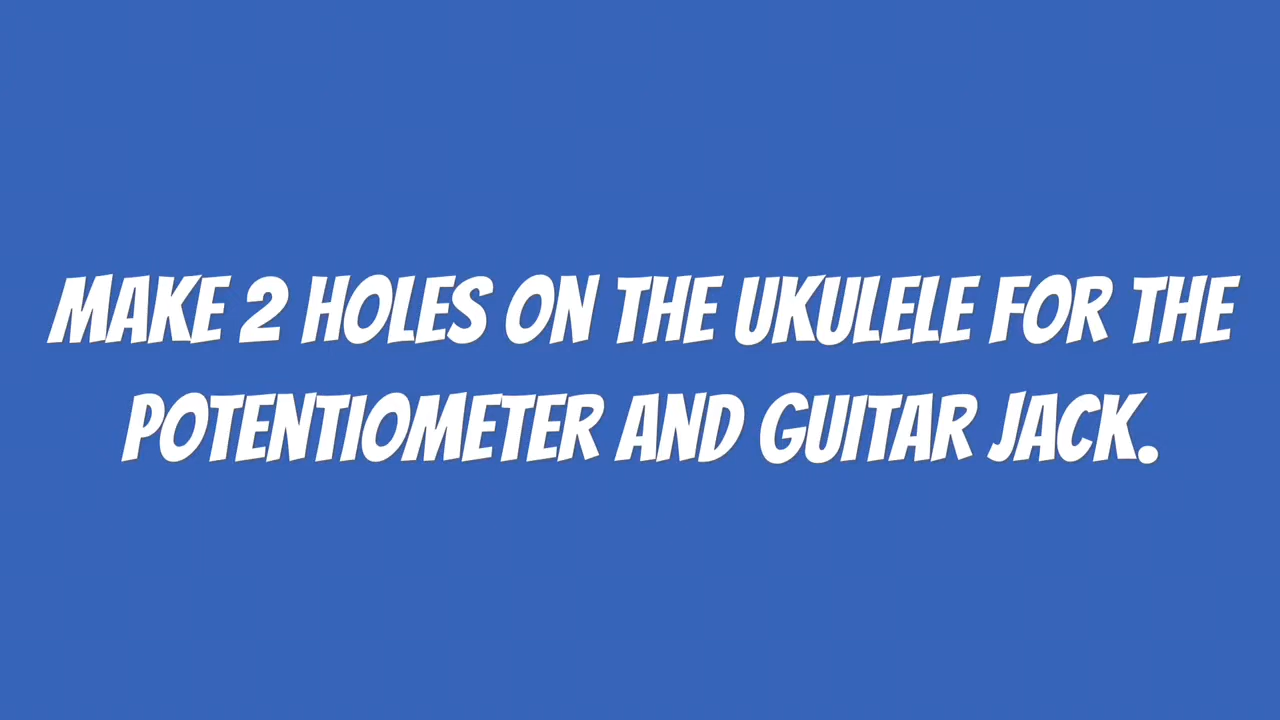 MAKE 2 HOLES ON THE UKULELE FOR THE
POTENTIOMETER AND GUITAR JACK.